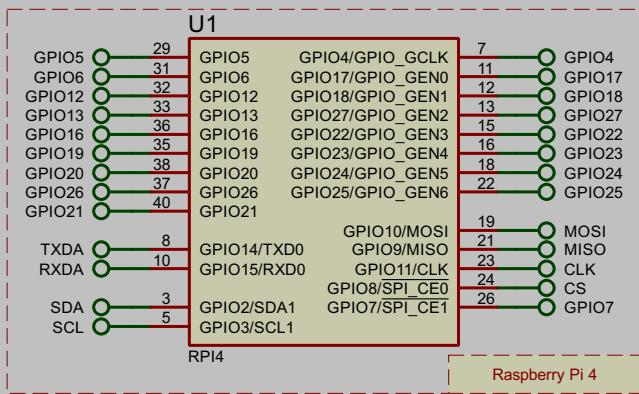 U1
GPIO5 29 GPIO5 GPIO4/GPIO_GCLK 7 GPIO4
GPIO6 31 GPIO6 GPIO17/GPIO_GEN0 11 GPIO17
GPIO12 32 GPIO12 GPIO18/GPIO_GEN1 12 GPIO18
GPIO13 33 GPIO13 GPIO27/GPIO_GEN2 13 GPIO27
GPIO16 36 GPIO16 GPIO22/GPIO_GEN3 15 GPIO22
GPIO19 35 GPIO19 GPIO23/GPIO_GEN4 16 GPIO23
GPIO20 38 GPIO20 GPIO24/GPIO_GEN5 18 GPIO24
GPIO26 37 GPIO26 GPIO25/GPIO_GEN6 22 GPIO25
GPIO21 40 GPIO21
GPIO10/MOSI 19 MOSI
TXDA 8 GPIO14/TXD0 GPIO9/MISO 21 MISO
RXDA 10 GPIO15/RXD0 GPIO11/CLK 23 CLK
GPIO8/SPI_CE0 24 CS
SDA 3 GPIO2/SDA1 GPIO7/SPI_CE1 26 GPIO7
SCL 5 GPIO3/SCL1
RPI4
Raspberry Pi 4